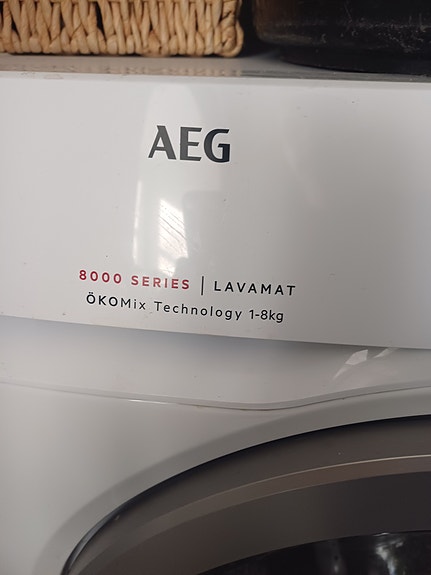 AEG
8000 SERIES | LAVAMAT
ÖKOMix Technology 1-8kg